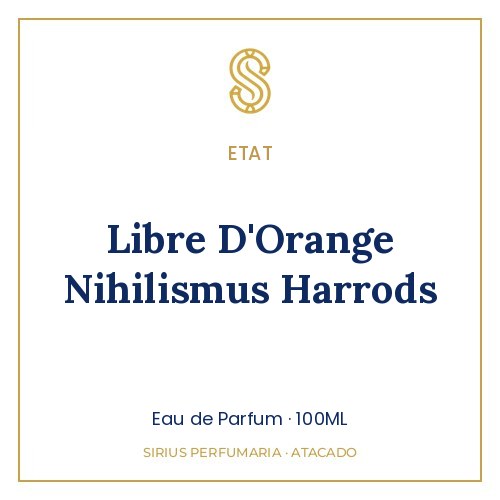 ETAT
Libre D'Orange
Nihilismus Harrods
Eau de Parfum · 100ML
SIRIUS PERFUMARIA · ATACADO